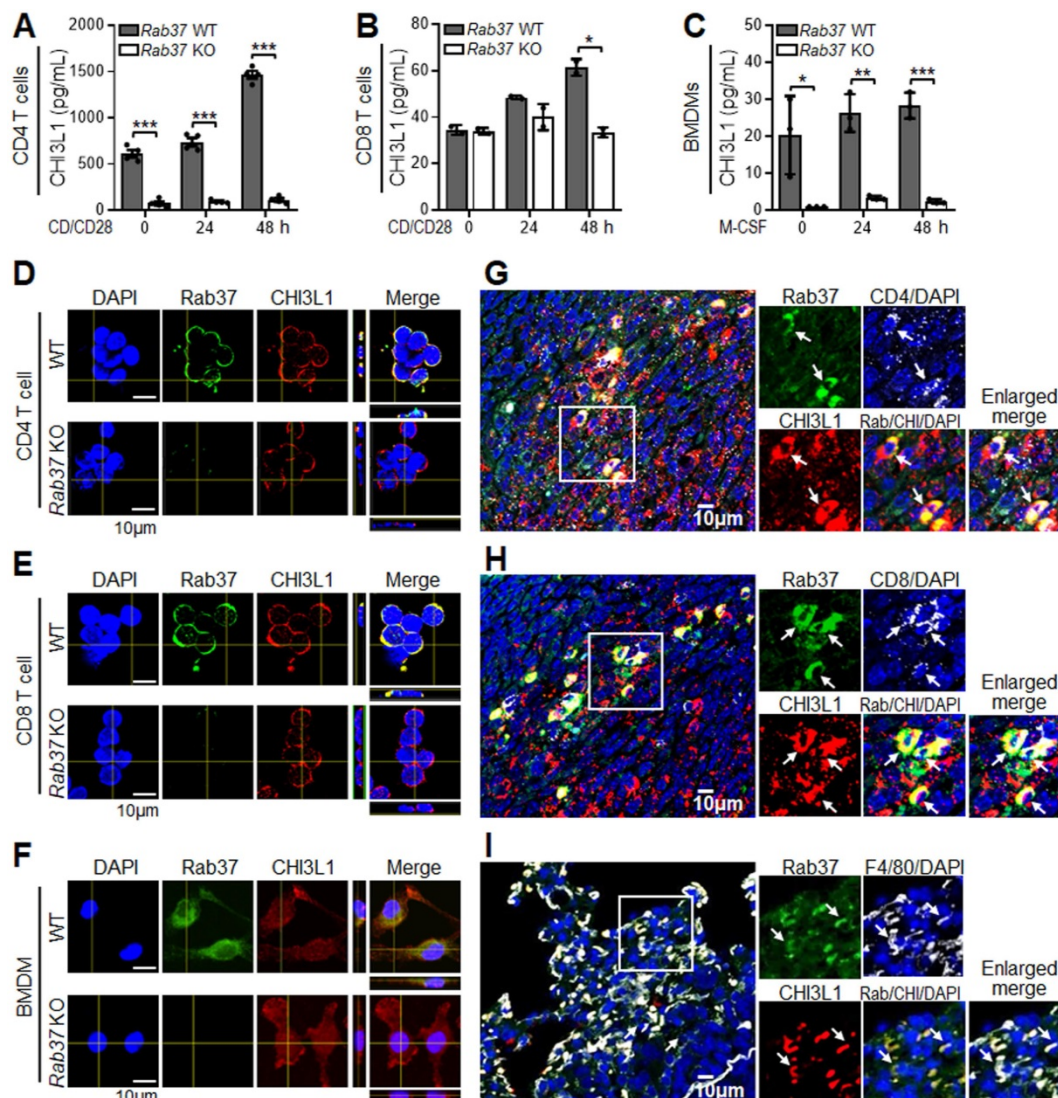 A
Rab37 WT
Rab37 KO
CD4 T cells
CHI3L1 (pg/mL)
2000
1500
1000
500
0
***
***
***
CD/CD28 0 24 48 h
B
Rab37 WT
Rab37 KO
CD8 T cells
CHI3L1 (pg/mL)
80
60
40
20
0
*
CD/CD28 0 24 48 h
C
Rab37 WT
Rab37 KO
BMDMs
CHI3L1 (pg/mL)
50
40
30
20
10
0
*
**
***
M-CSF 0 24 48 h
D
DAPI Rab37 CHI3L1 Merge
CD4 T cell
WT
Rab37 KO
10μm
E
DAPI Rab37 CHI3L1 Merge
CD8 T cell
WT
Rab37 KO
10μm
F
DAPI Rab37 CHI3L1 Merge
BMDM
WT
Rab37 KO
10μm
G
10μm
Rab37 CD4/DAPI
CHI3L1 Rab/CHI/DAPI
Enlarged
merge
H
10μm
Rab37 CD8/DAPI
CHI3L1 Rab/CHI/DAPI
Enlarged
merge
I
10μm
Rab37 F4/80/DAPI
CHI3L1 Rab/CHI/DAPI
Enlarged
merge